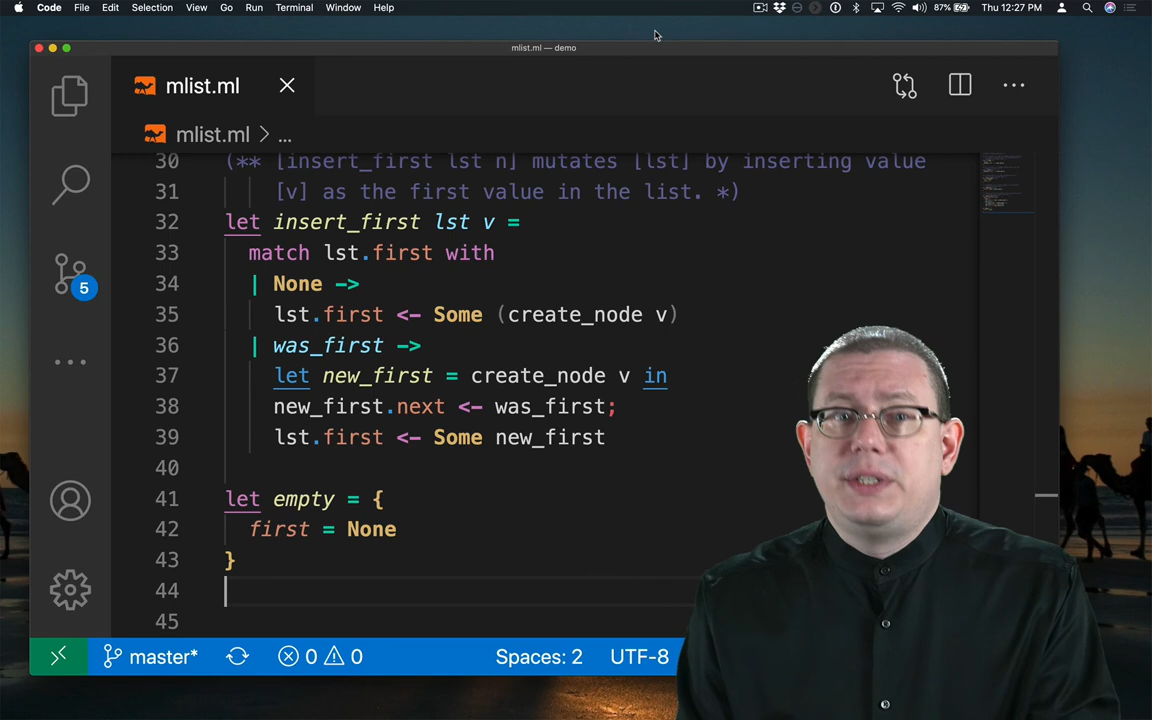 Code File Edit Selection View Go Run Terminal Window Help 87% Thu 12:27 PM
mlist.ml — demo
mlist.ml
mlist.ml > ...
30 (** [insert_first lst n] mutates [lst] by inserting value
31 [v] as the first value in the list. *)
32 let insert_first lst v =
33 match lst.first with
34 | None ->
35 lst.first <- Some (create_node v)
36 | was_first ->
37 let new_first = create_node v in
38 new_first.next <- was_first;
39 lst.first <- Some new_first
40
41 let empty = {
42 first = None
43 }
44
45
5
master* 0 0 Spaces: 2 UTF-8